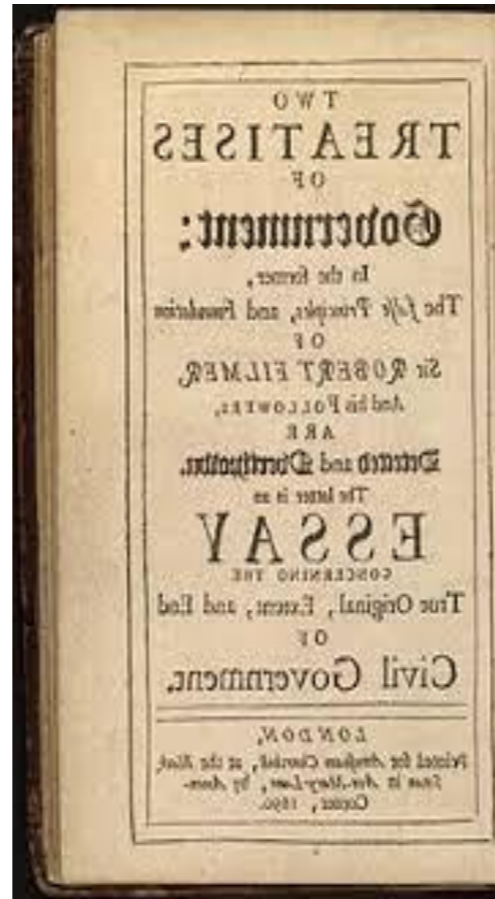 TWO
TREATISES
OF
Government:
In the former,
The falſe Principles, and Foundation
OF
Sir ROBERT FILMER,
And his FOLLOWERS,
ARE
Detected and Overthrown.
The latter is an
ESSAY
CONCERNING THE
True Original, Extent, and End
OF
Civil Government.
LONDON,
Printed for Awnsham Churchill, at the Black
Swan in Ave-Mary-Lane, by Amen-
Corner, 1690.